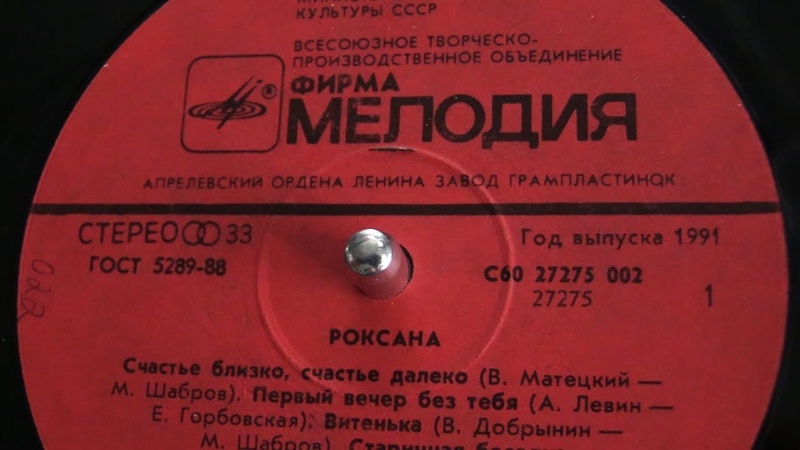 КУЛЬТУРЫ СССР
ВСЕСОЮЗНОЕ ТВОРЧЕСКО-
ПРОИЗВОДСТВЕННОЕ ОБЪЕДИНЕНИЕ
®
ФИРМА
МЕЛОДИЯ
АПРЕЛЕВСКИЙ ОРДЕНА ЛЕНИНА ЗАВОД ГРАМПЛАСТИНОК
СТЕРЕО 33
Год выпуска 1991
ГОСТ 5289-88
С60 27275 002
27275
1
022
РОКСАНА
Счастье близко, счастье далеко (В. Матецкий —
М. Шабров). Первый вечер без тебя (А. Левин —
Е. Горбовская). Витенька (В. Добрынин —
М. Шабров). Старинная